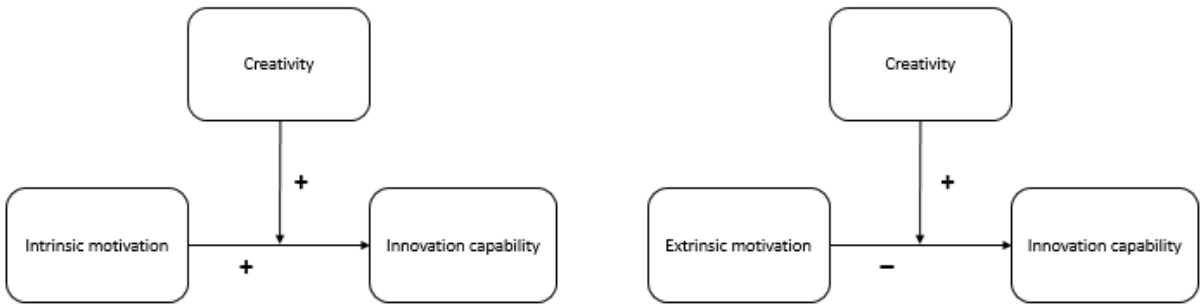 Creativity
+
Intrinsic motivation
Innovation capability
+
Creativity
+
Extrinsic motivation
Innovation capability
–